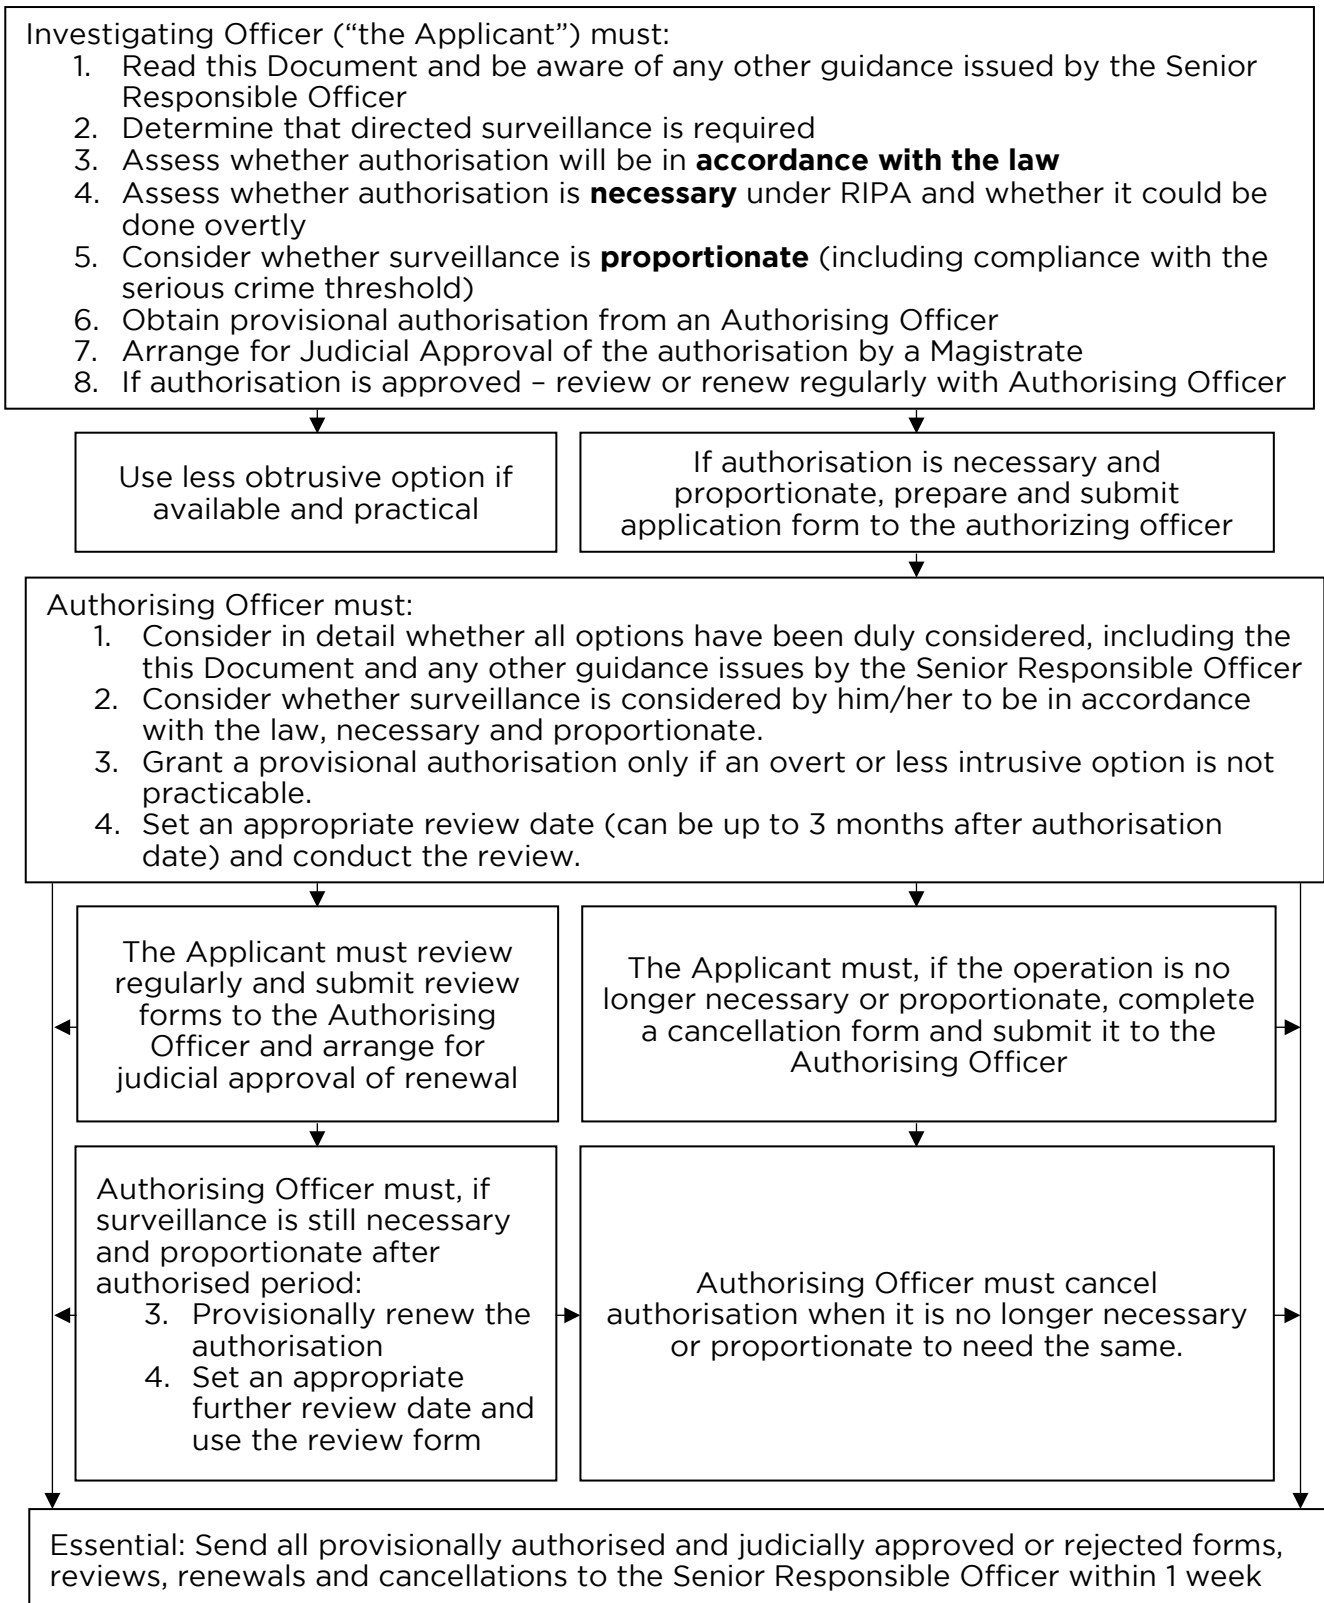 Investigating Officer (“the Applicant”) must:
1. Read this Document and be aware of any other guidance issued by the Senior
Responsible Officer
2. Determine that directed surveillance is required
3. Assess whether authorisation will be in accordance with the law
4. Assess whether authorisation is necessary under RIPA and whether it could be
done overtly
5. Consider whether surveillance is proportionate (including compliance with the
serious crime threshold)
6. Obtain provisional authorisation from an Authorising Officer
7. Arrange for Judicial Approval of the authorisation by a Magistrate
8. If authorisation is approved – review or renew regularly with Authorising Officer
Use less obtrusive option if
available and practical
If authorisation is necessary and
proportionate, prepare and submit
application form to the authorizing officer
Authorising Officer must:
1. Consider in detail whether all options have been duly considered, including the
this Document and any other guidance issues by the Senior Responsible Officer
2. Consider whether surveillance is considered by him/her to be in accordance
with the law, necessary and proportionate.
3. Grant a provisional authorisation only if an overt or less intrusive option is not
practicable.
4. Set an appropriate review date (can be up to 3 months after authorisation
date) and conduct the review.
The Applicant must review
regularly and submit review
forms to the Authorising
Officer and arrange for
judicial approval of renewal
The Applicant must, if the operation is no
longer necessary or proportionate, complete
a cancellation form and submit it to the
Authorising Officer
Authorising Officer must, if
surveillance is still necessary
and proportionate after
authorised period:
3. Provisionally renew the
authorisation
4. Set an appropriate
further review date and
use the review form
Authorising Officer must cancel
authorisation when it is no longer necessary
or proportionate to need the same.
Essential: Send all provisionally authorised and judicially approved or rejected forms,
reviews, renewals and cancellations to the Senior Responsible Officer within 1 week